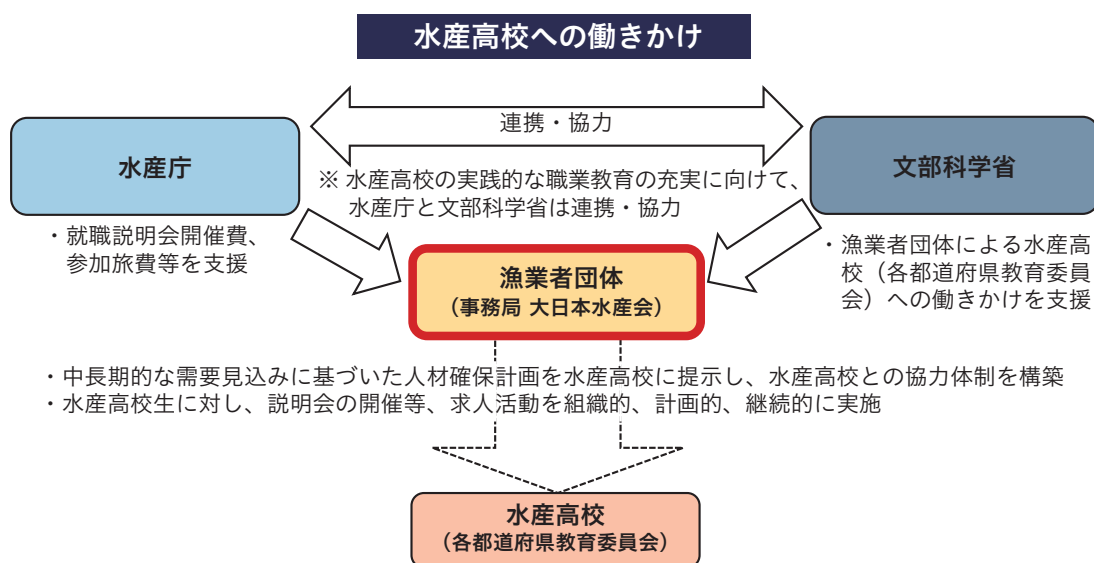 水産高校への働きかけ
連携・協力
水産庁
文部科学省
※ 水産高校の実践的な職業教育の充実に向けて、
水産庁と文部科学省は連携・協力
・就職説明会開催費、
参加旅費等を支援
・漁業者団体による水産高
校（各都道府県教育委員
会）への働きかけを支援
漁業者団体
（事務局 大日本水産会）
・中長期的な需要見込みに基づいた人材確保計画を水産高校に提示し、水産高校との協力体制を構築
・水産高校生に対し、説明会の開催等、求人活動を組織的、計画的、継続的に実施
水産高校
（各都道府県教育委員会）